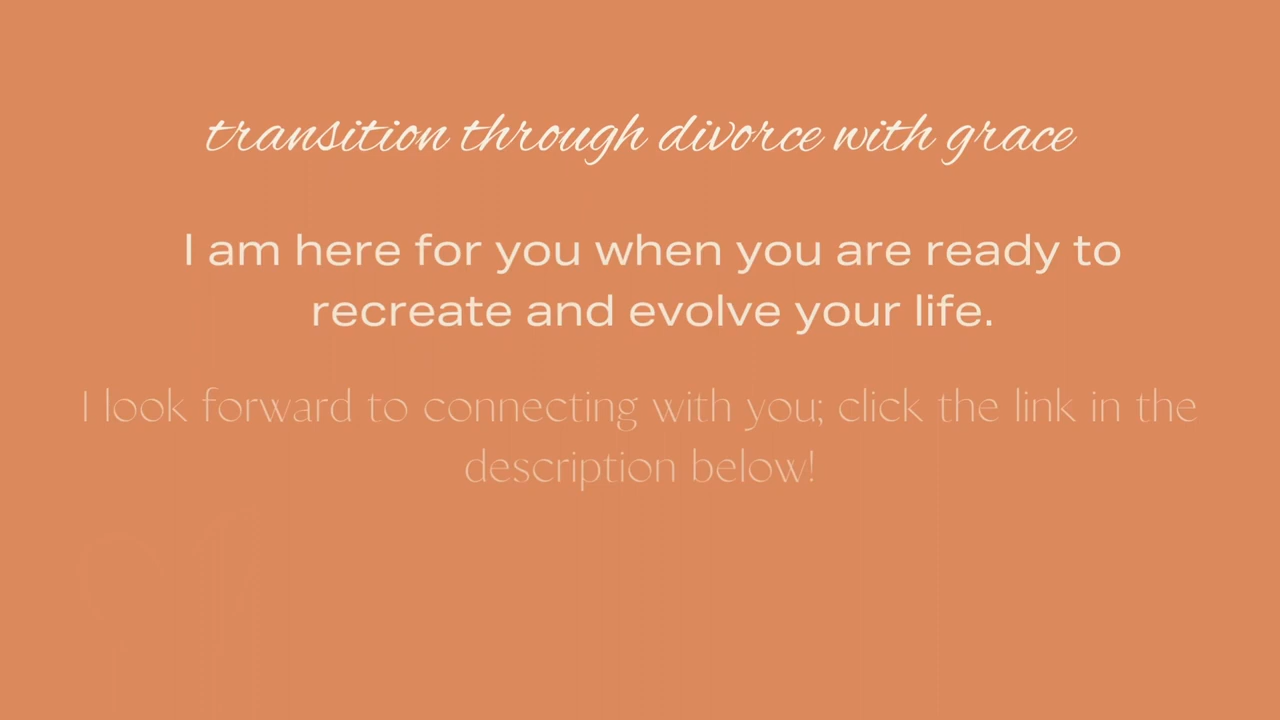 transition through divorce with grace
I am here for you when you are ready to
recreate and evolve your life.
I look forward to connecting with you; click the link in the
description below!